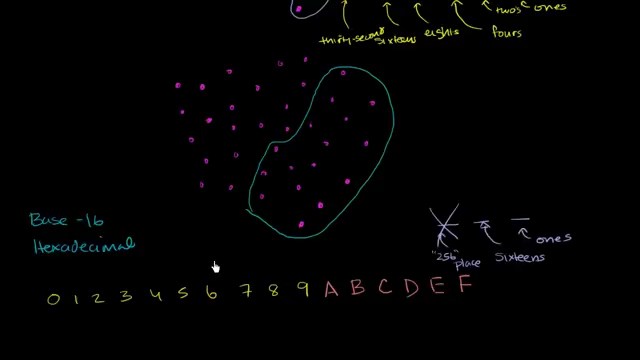 twos ones
thirty-seconds sixteens eights fours
Base-16
Hexadecimal
"256" place sixteens ones
0 1 2 3 4 5 6 7 8 9 A B C D E F